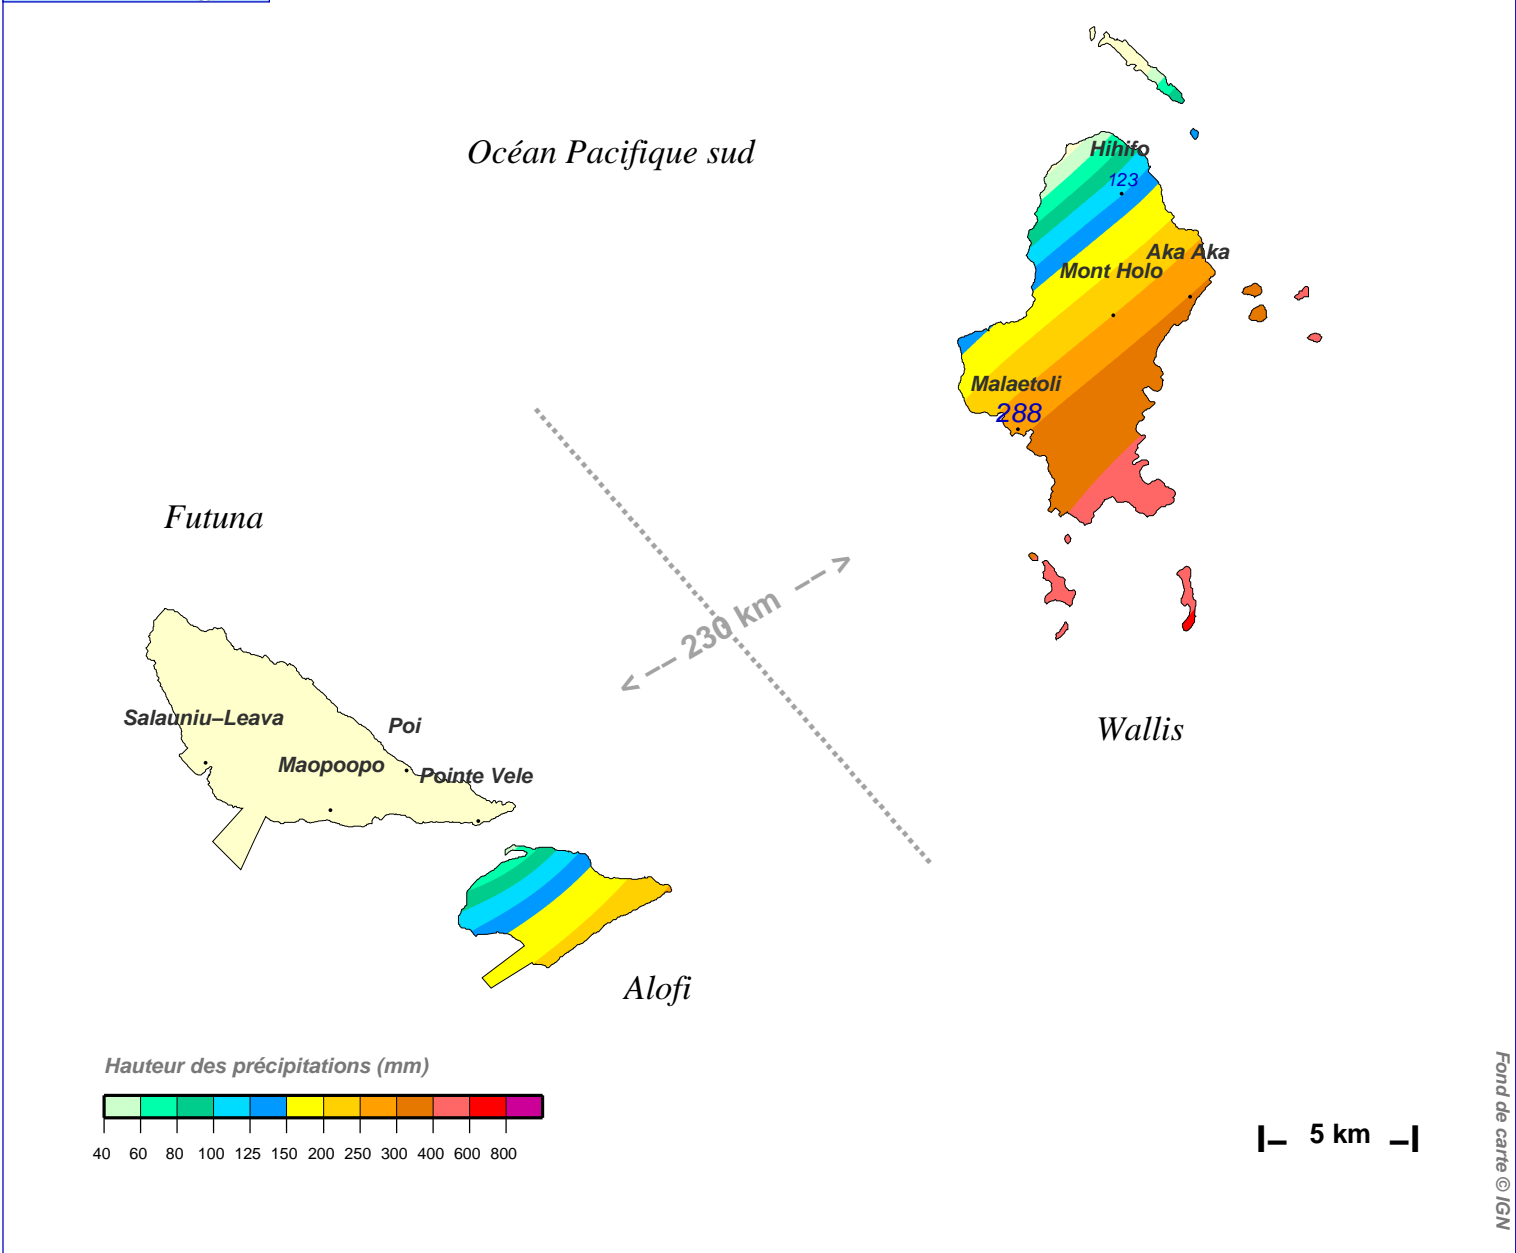 Océan Pacifique sud
Hihifo
123
Aka Aka
Mont Holo
Malaetoli
288
Futuna
230 km
Salauniu–Leava
Poi
Wallis
Maopoopo
Pointe Vele
Alofi
Hauteur des précipitations (mm)
40 60 80 100 125 150 200 250 300 400 600 800
5 km
Fond de carte © IGN